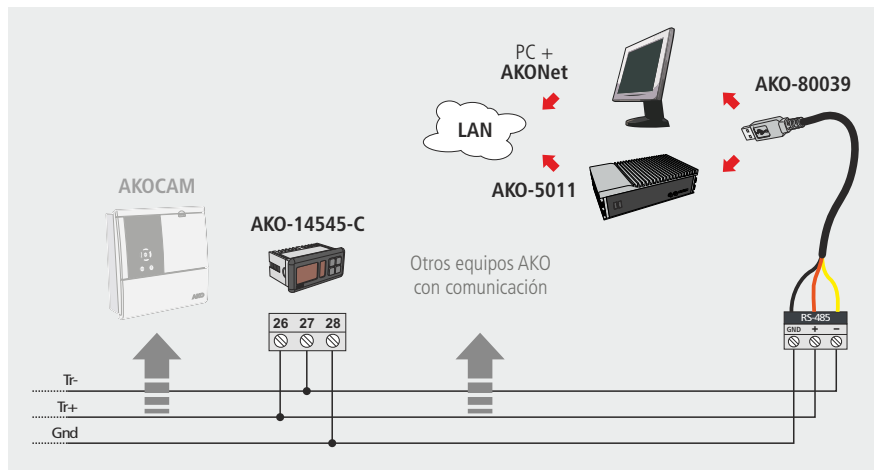 PC +
AKONet
AKO-80039
LAN
AKO-5011
AKOCAM
AKO-14545-C
Otros equipos AKO
con comunicación
AKO
26 27 28
RS-485
GND + −
Tr-
Tr+
Gnd